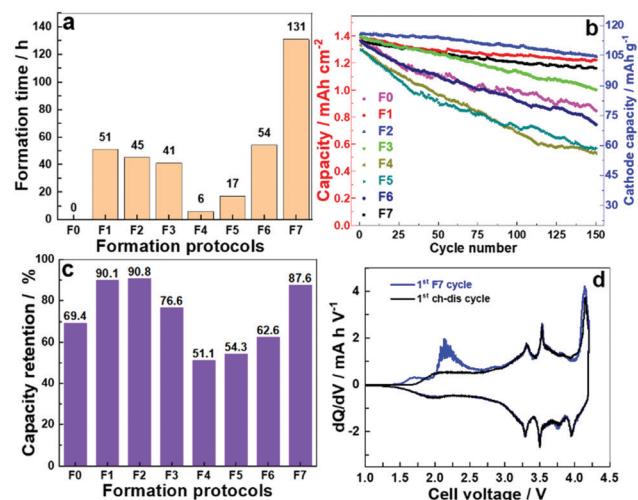 a
Formation time / h
140
120
100
80
60
40
20
0
0
51
45
41
6
17
54
131
F0 F1 F2 F3 F4 F5 F6 F7
Formation protocols
b
Capacity / mAh cm-2
1.4
1.2
1.0
0.8
0.6
0.4
0.2
0.0
F0
F1
F2
F3
F4
F5
F6
F7
0 25 50 75 100 125 150
Cycle number
120
105
90
75
60
45
30
Cathode capacity / mAh g-1
c
Capacity retention / %
100
80
60
40
20
0
69.4
90.1
90.8
76.6
51.1
54.3
62.6
87.6
F0 F1 F2 F3 F4 F5 F6 F7
Formation protocols
d
1st F7 cycle
1st ch-dis cycle
dQ/dV / mA h V-1
4
2
0
-2
1.0 1.5 2.0 2.5 3.0 3.5 4.0 4.5
Cell voltage / V